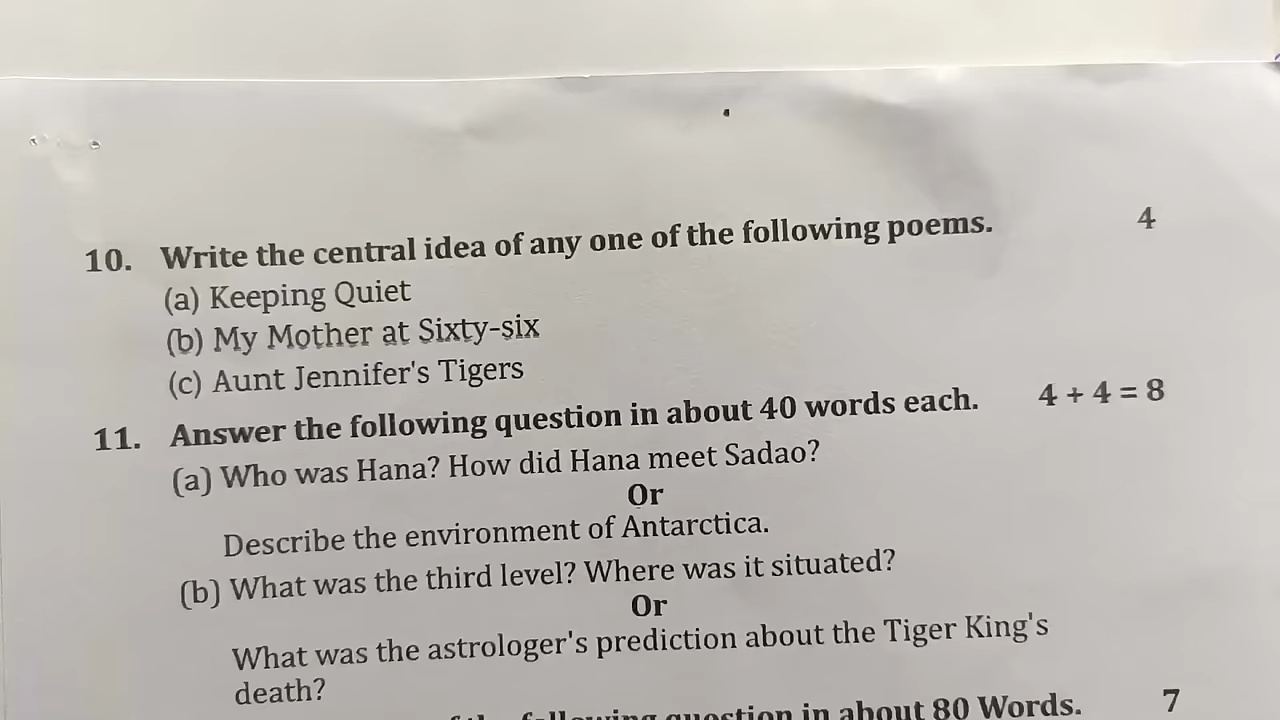 10. Write the central idea of any one of the following poems. 4
(a) Keeping Quiet
(b) My Mother at Sixty-six
(c) Aunt Jennifer's Tigers
11. Answer the following question in about 40 words each. 4 + 4 = 8
(a) Who was Hana? How did Hana meet Sadao?
Or
Describe the environment of Antarctica.
(b) What was the third level? Where was it situated?
Or
What was the astrologer's prediction about the Tiger King's
death?
following question in about 80 Words. 7